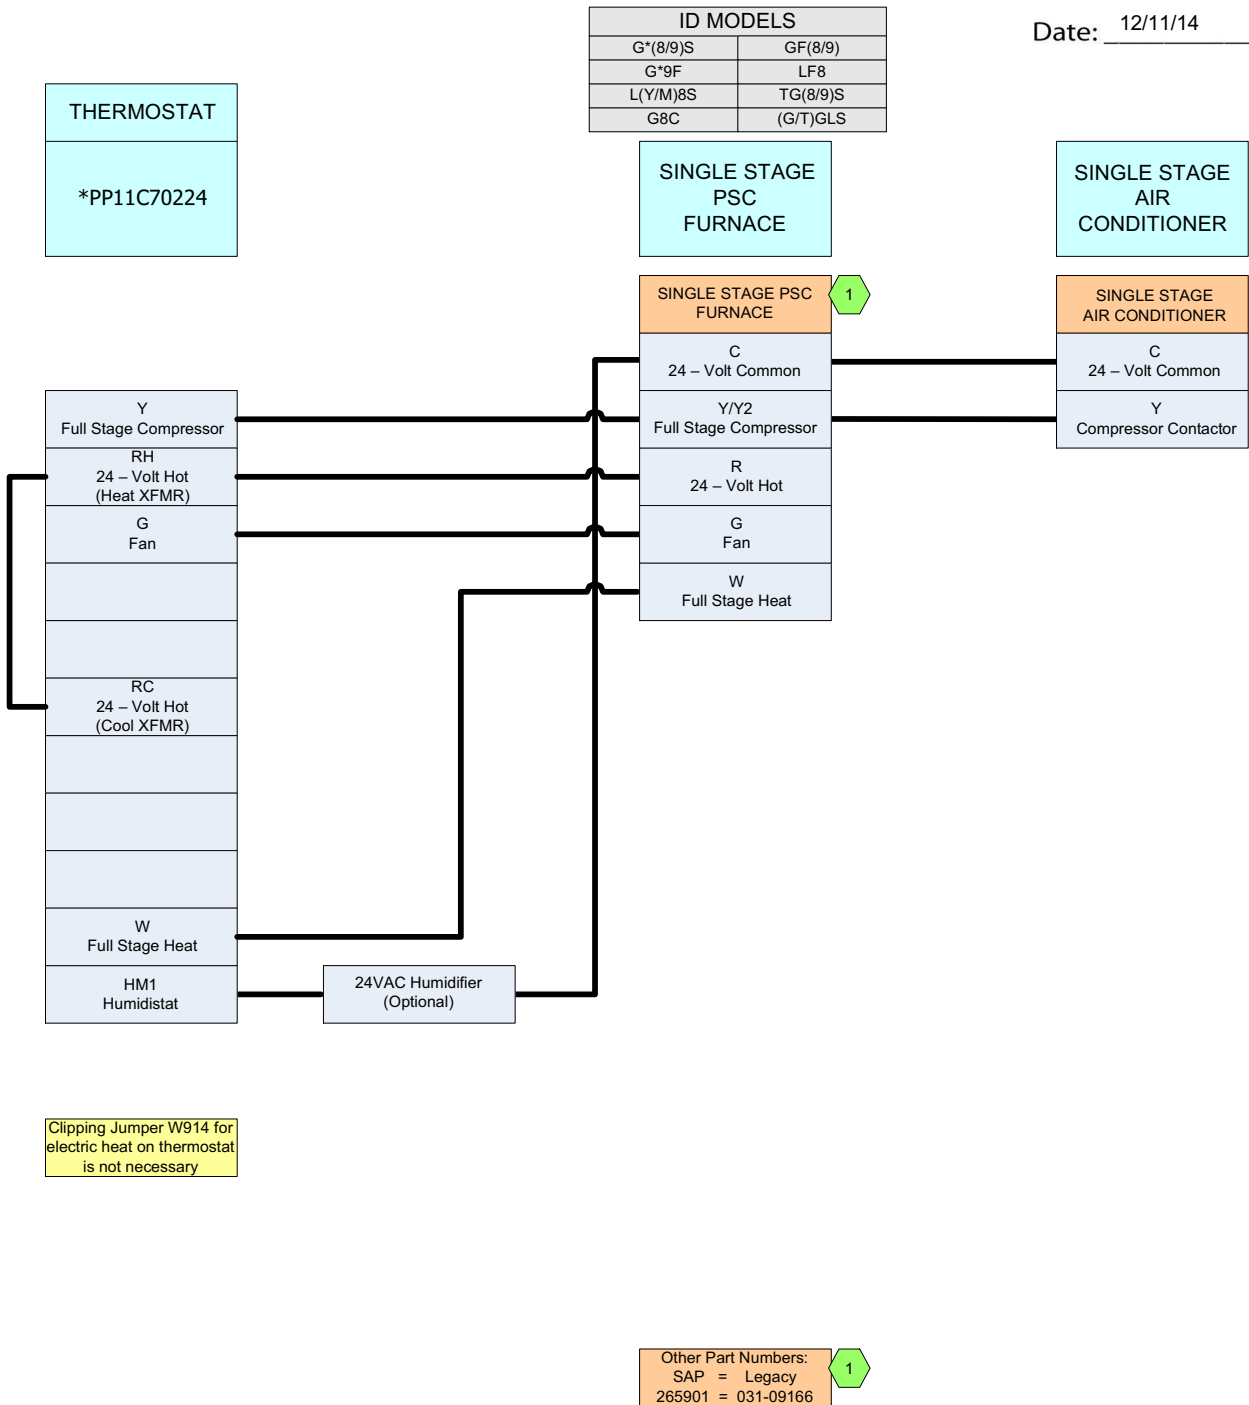 ID MODELS
G*(8/9)S GF(8/9)
G*9F LF8
L(Y/M)8S TG(8/9)S
G8C (G/T)GLS
Date: 12/11/14
THERMOSTAT
*PP11C70224
SINGLE STAGE
PSC
FURNACE
SINGLE STAGE
AIR
CONDITIONER
SINGLE STAGE PSC
FURNACE
1
SINGLE STAGE
AIR CONDITIONER
C
24 – Volt Common
C
24 – Volt Common
Y
Full Stage Compressor
Y/Y2
Full Stage Compressor
Y
Compressor Contactor
RH
24 – Volt Hot
(Heat XFMR)
R
24 – Volt Hot
G
Fan
G
Fan
W
Full Stage Heat
RC
24 – Volt Hot
(Cool XFMR)
W
Full Stage Heat
HM1
Humidistat
24VAC Humidifier
(Optional)
Clipping Jumper W914 for
electric heat on thermostat
is not necessary
Other Part Numbers:
SAP = Legacy
265901 = 031-09166
1